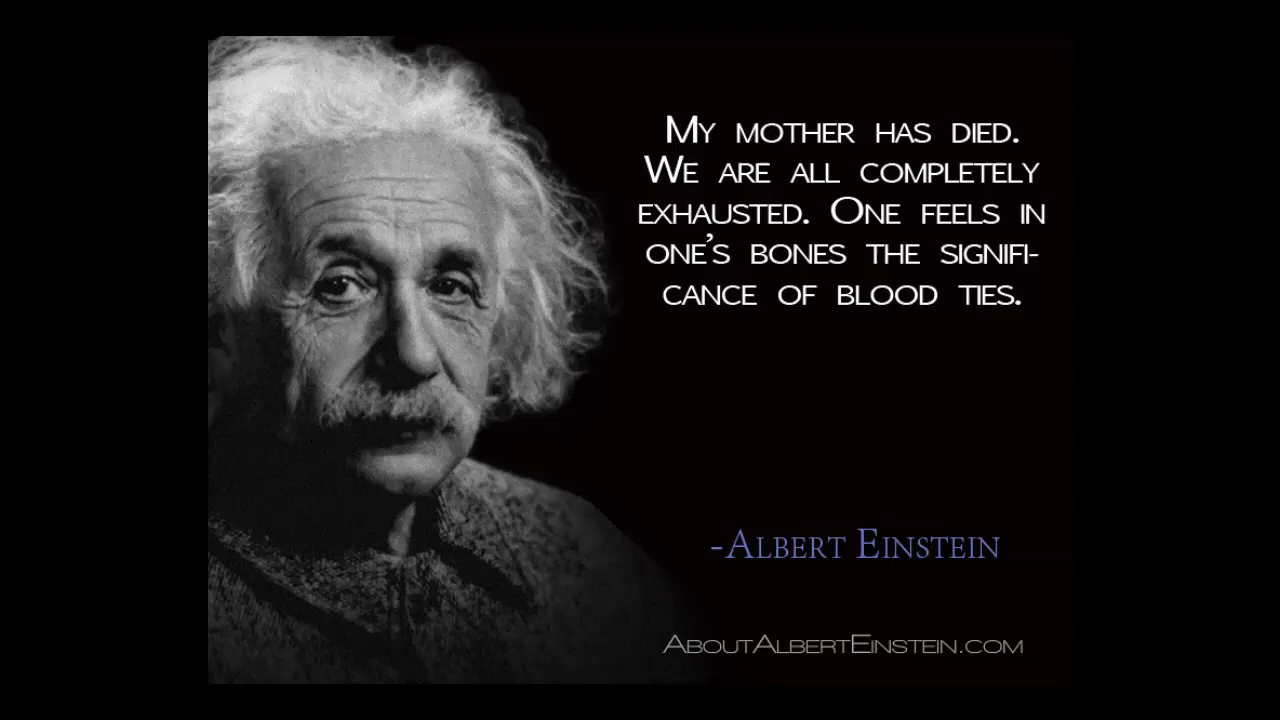 My mother has died.
We are all completely
exhausted. One feels in
one's bones the signifi-
cance of blood ties.
-Albert Einstein
AboutAlbertEinstein.com